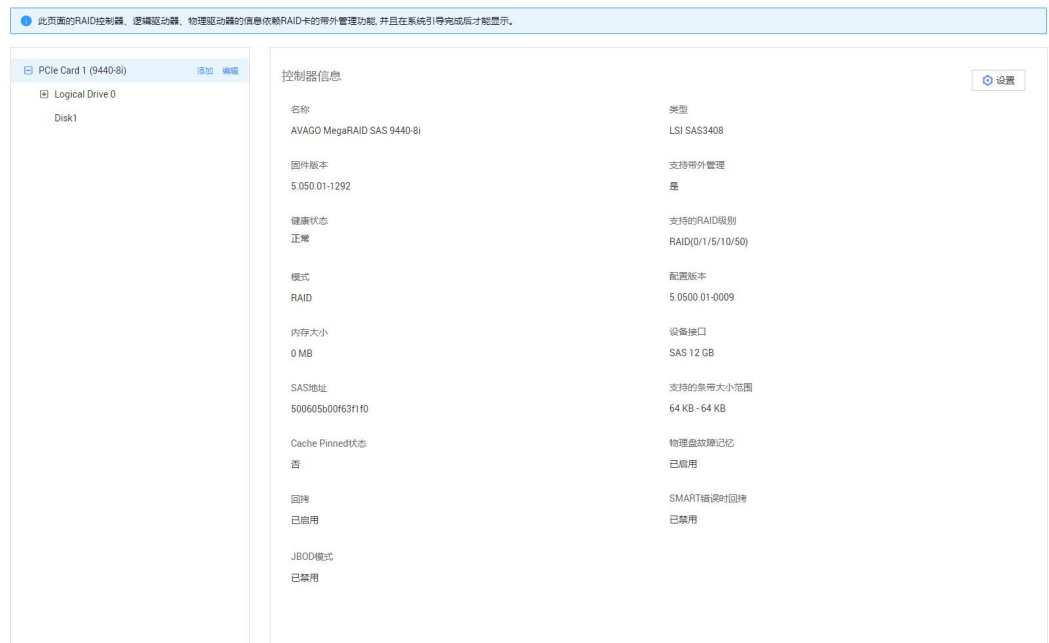 此页面的RAID控制器、逻辑驱动器、物理驱动器的信息依赖RAID卡的带外管理功能, 并且在系统引导完成后才能显示。
PCIe Card 1 (9440-8i) 添加 编辑
Logical Drive 0
Disk1
控制器信息
设置
名称
AVAGO MegaRAID SAS 9440-8i
类型
LSI SAS3408
固件版本
5.050.01-1292
支持带外管理
是
健康状态
正常
支持的RAID级别
RAID(0/1/5/10/50)
模式
RAID
配置版本
5.0500.01-0009
内存大小
0 MB
设备接口
SAS 12 GB
SAS地址
500605b00f63f1f0
支持的条带大小范围
64 KB - 64 KB
Cache Pinned状态
否
物理盘故障记忆
已启用
回拷
已启用
SMART错误时回拷
已禁用
JBOD模式
已禁用